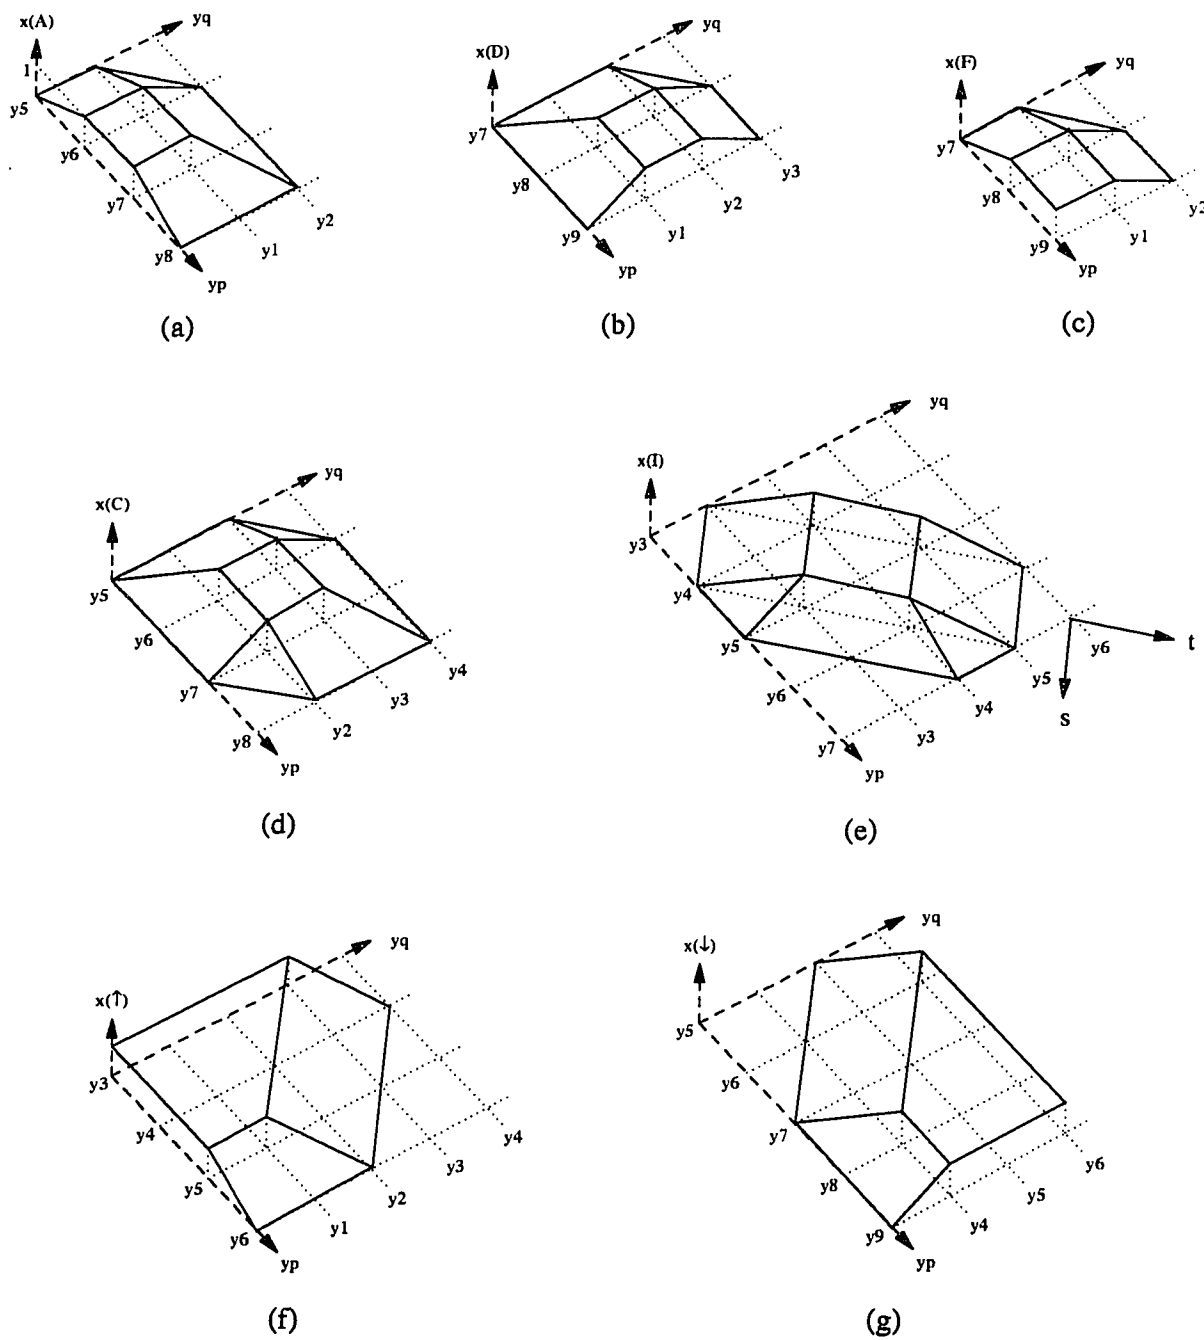 x(A)
yq
1
y5
y6
y7
y8
y2
y1
yp
(a)
x(D)
yq
y7
y8
y9
y3
y2
y1
yp
(b)
x(F)
yq
y7
y8
y9
y2
y1
yp
(c)
x(C)
yq
y5
y6
y7
y8
y4
y3
y2
yp
(d)
x(I)
yq
y3
y4
y5
y6
y7
y6
y5
y4
y3
yp
t
s
(e)
x(↑)
yq
y3
y4
y5
y6
y4
y3
y2
y1
yp
(f)
x(↓)
yq
y5
y6
y7
y8
y9
y6
y5
y4
yp
(g)